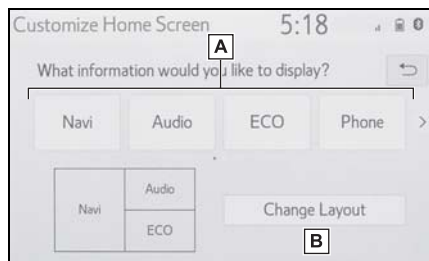 Customize Home Screen 5:18 0
A
What information would you like to display?
Navi Audio ECO Phone >
Navi Audio
ECO
Change Layout
B